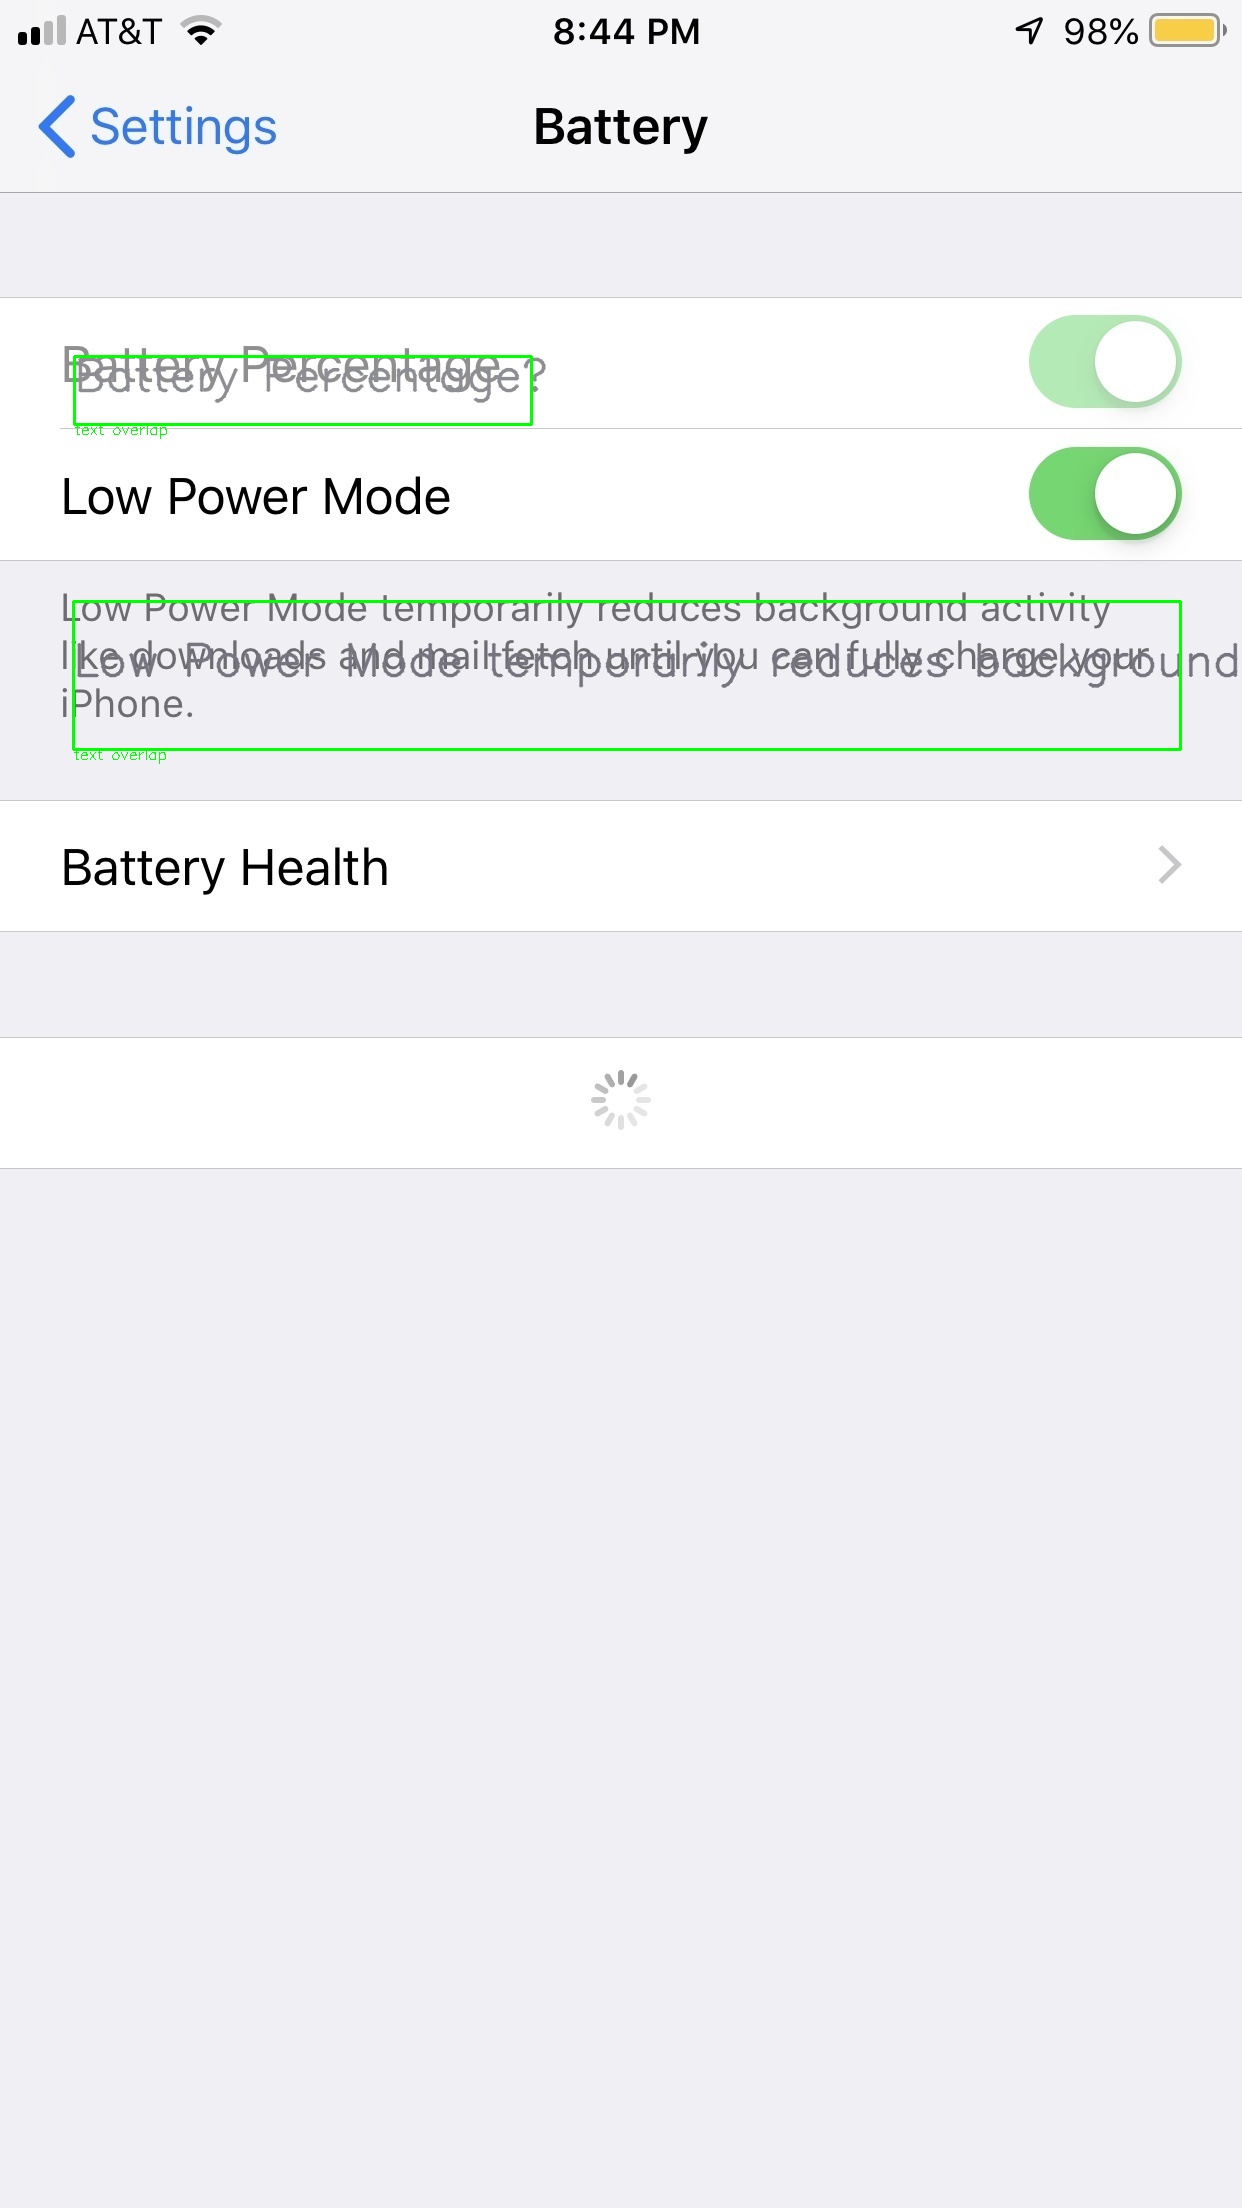 AT&T 8:44 PM 98%
Settings Battery
Battery Percentage
Battery Percentage?
text overlap
Low Power Mode
Low Power Mode temporarily reduces background activity
like downloads and mail fetch until you can fully charge your
Low Power Mode temporarily reduces background
iPhone.
text overlap
Battery Health